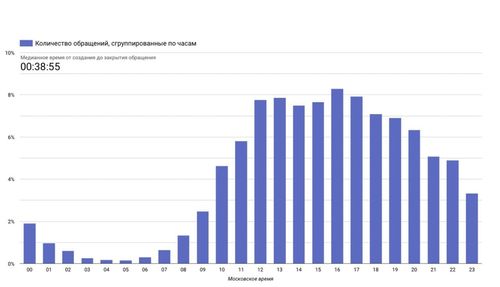 Количество обращений, сгруппированные по часам
10%
Медианное время от создания до закрытия обращения
00:38:55
8%
6%
4%
2%
0%
00 01 02 03 04 05 06 07 08 09 10 11 12 13 14 15 16 17 18 19 20 21 22 23
Московское время